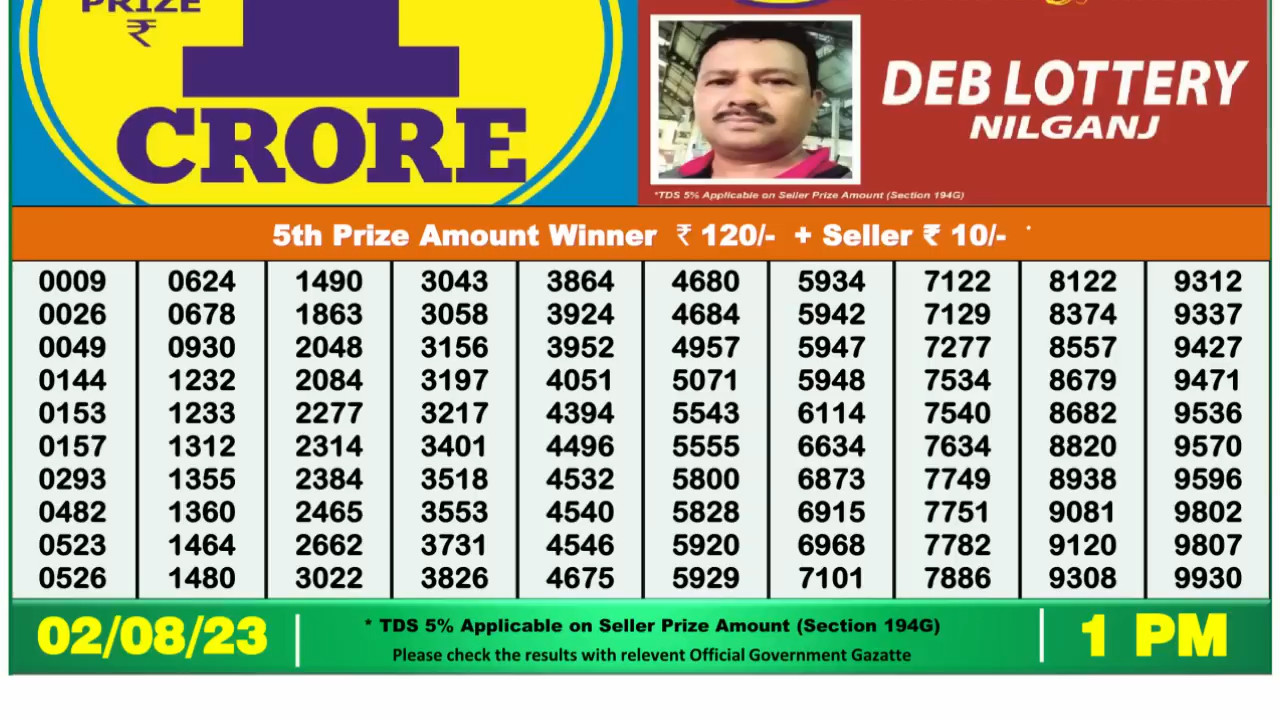 PRIZE
₹
1
CRORE
DEB LOTTERY
NILGANJ
*TDS 5% Applicable on Seller Prize Amount (Section 194G)
5th Prize Amount Winner ₹ 120/- + Seller ₹ 10/- *
0009 0624 1490 3043 3864 4680 5934 7122 8122 9312
0026 0678 1863 3058 3924 4684 5942 7129 8374 9337
0049 0930 2048 3156 3952 4957 5947 7277 8557 9427
0144 1232 2084 3197 4051 5071 5948 7534 8679 9471
0153 1233 2277 3217 4394 5543 6114 7540 8682 9536
0157 1312 2314 3401 4496 5555 6634 7634 8820 9570
0293 1355 2384 3518 4532 5800 6873 7749 8938 9596
0482 1360 2465 3553 4540 5828 6915 7751 9081 9802
0523 1464 2662 3731 4546 5920 6968 7782 9120 9807
0526 1480 3022 3826 4675 5929 7101 7886 9308 9930
02/08/23
* TDS 5% Applicable on Seller Prize Amount (Section 194G)
Please check the results with relevent Official Government Gazatte
1 PM